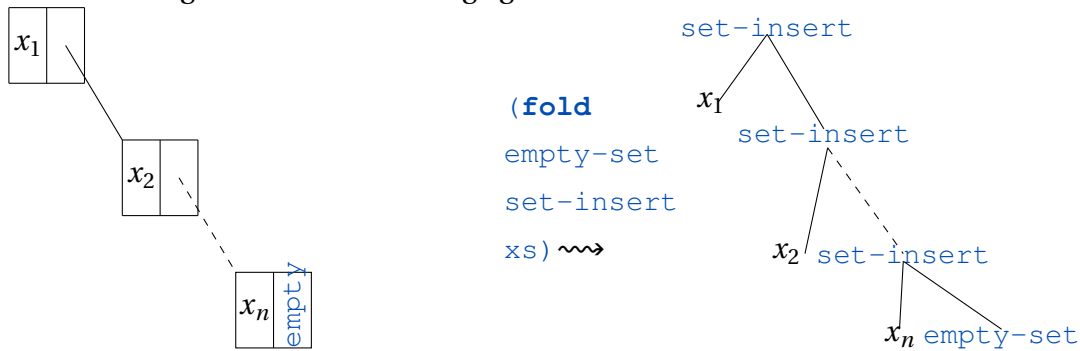 x₁
x₂
xₙ empty
(fold
empty-set
set-insert
xs) ⇝
set-insert
x₁
set-insert
x₂ set-insert
xₙ empty-set